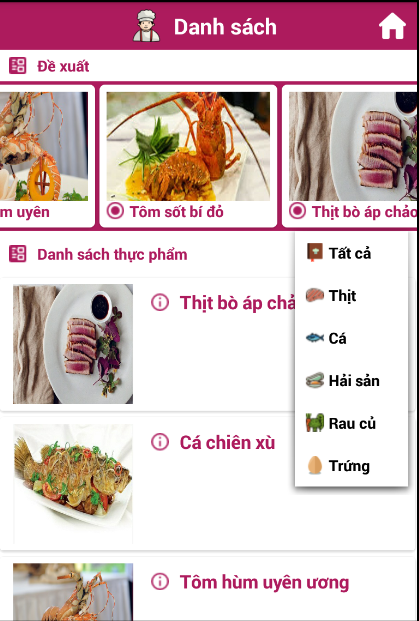 Danh sách
Đề xuất
m uyên
Tôm sốt bí đỏ
Thịt bò áp chảo
Danh sách thực phẩm
Tất cả
Thịt bò áp chả
Thịt
Cá
Hải sản
Rau củ
Cá chiên xù
Trứng
Tôm hùm uyên ương